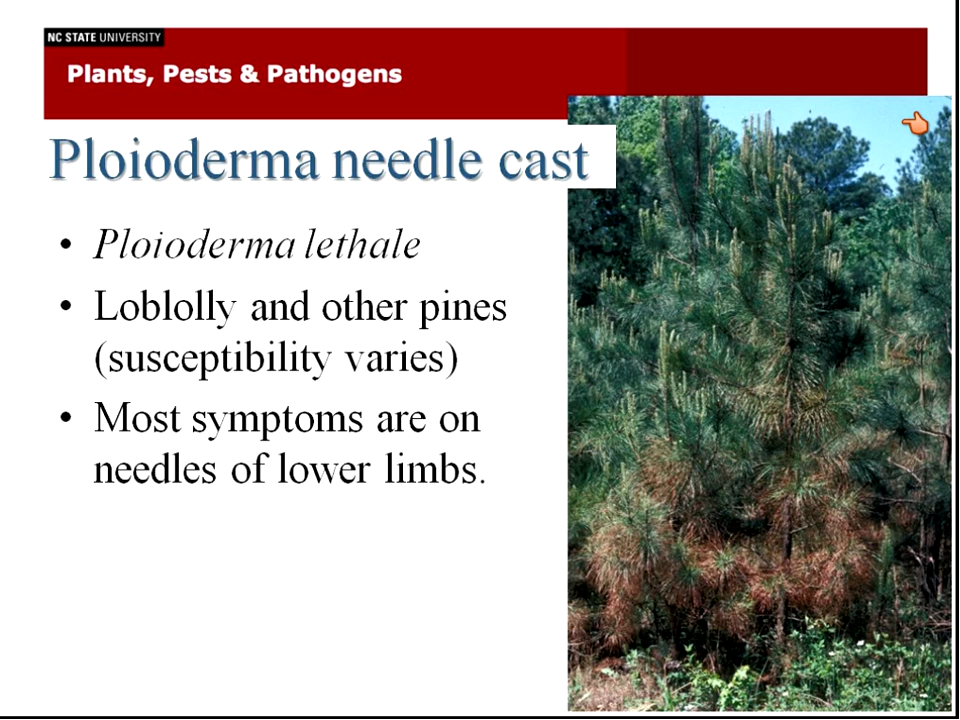 NC STATE UNIVERSITY
Plants, Pests & Pathogens
Ploioderma needle cast
• Ploioderma lethale
• Loblolly and other pines
(susceptibility varies)
• Most symptoms are on
needles of lower limbs.